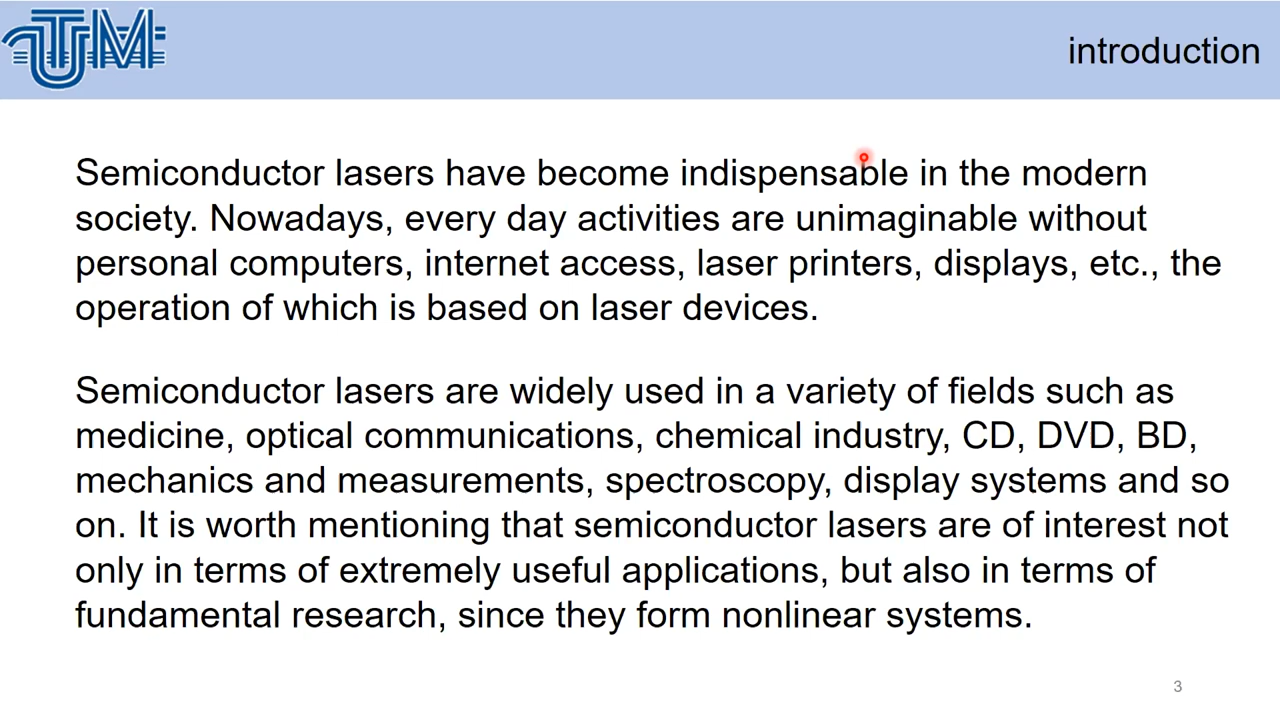 UTM
introduction
Semiconductor lasers have become indispensable in the modern
society. Nowadays, every day activities are unimaginable without
personal computers, internet access, laser printers, displays, etc., the
operation of which is based on laser devices.
Semiconductor lasers are widely used in a variety of fields such as
medicine, optical communications, chemical industry, CD, DVD, BD,
mechanics and measurements, spectroscopy, display systems and so
on. It is worth mentioning that semiconductor lasers are of interest not
only in terms of extremely useful applications, but also in terms of
fundamental research, since they form nonlinear systems.
3